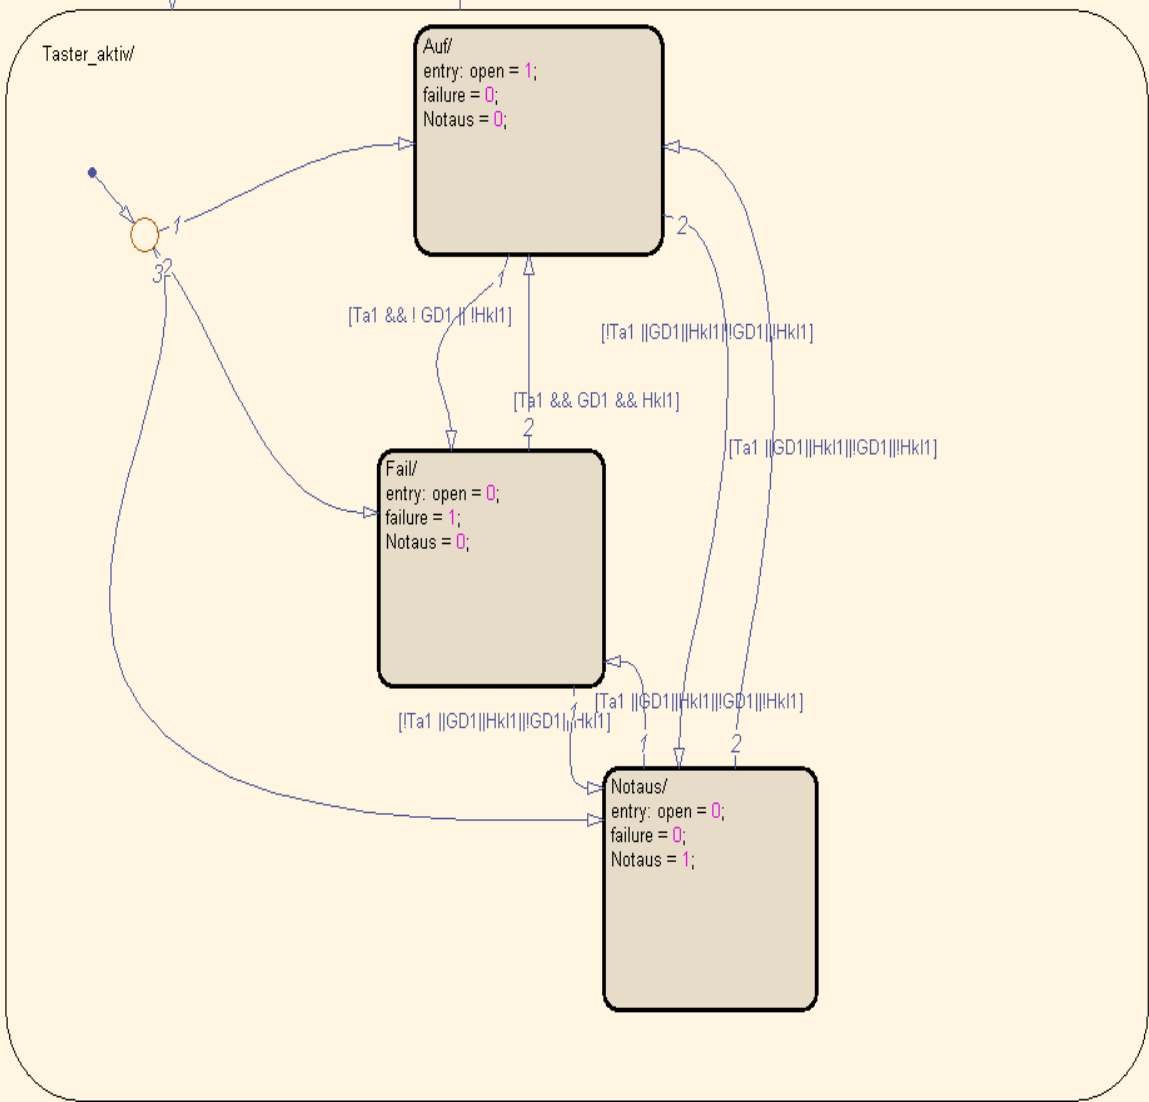 Taster_aktiv/
Auf/
entry: open = 1;
failure = 0;
Notaus = 0;
1
32
1
2
[Ta1 && ! GD1 || !Hkl1]
[!Ta1 ||GD1||Hkl1||!GD1||!Hkl1]
[Ta1 && GD1 && Hkl1]
2
[Ta1 ||GD1||Hkl1||!GD1||!Hkl1]
Fail/
entry: open = 0;
failure = 1;
Notaus = 0;
[Ta1 ||GD1||Hkl1||!GD1||!Hkl1]
1
[!Ta1 ||GD1||Hkl1||!GD1||!Hkl1]
1
2
Notaus/
entry: open = 0;
failure = 0;
Notaus = 1;